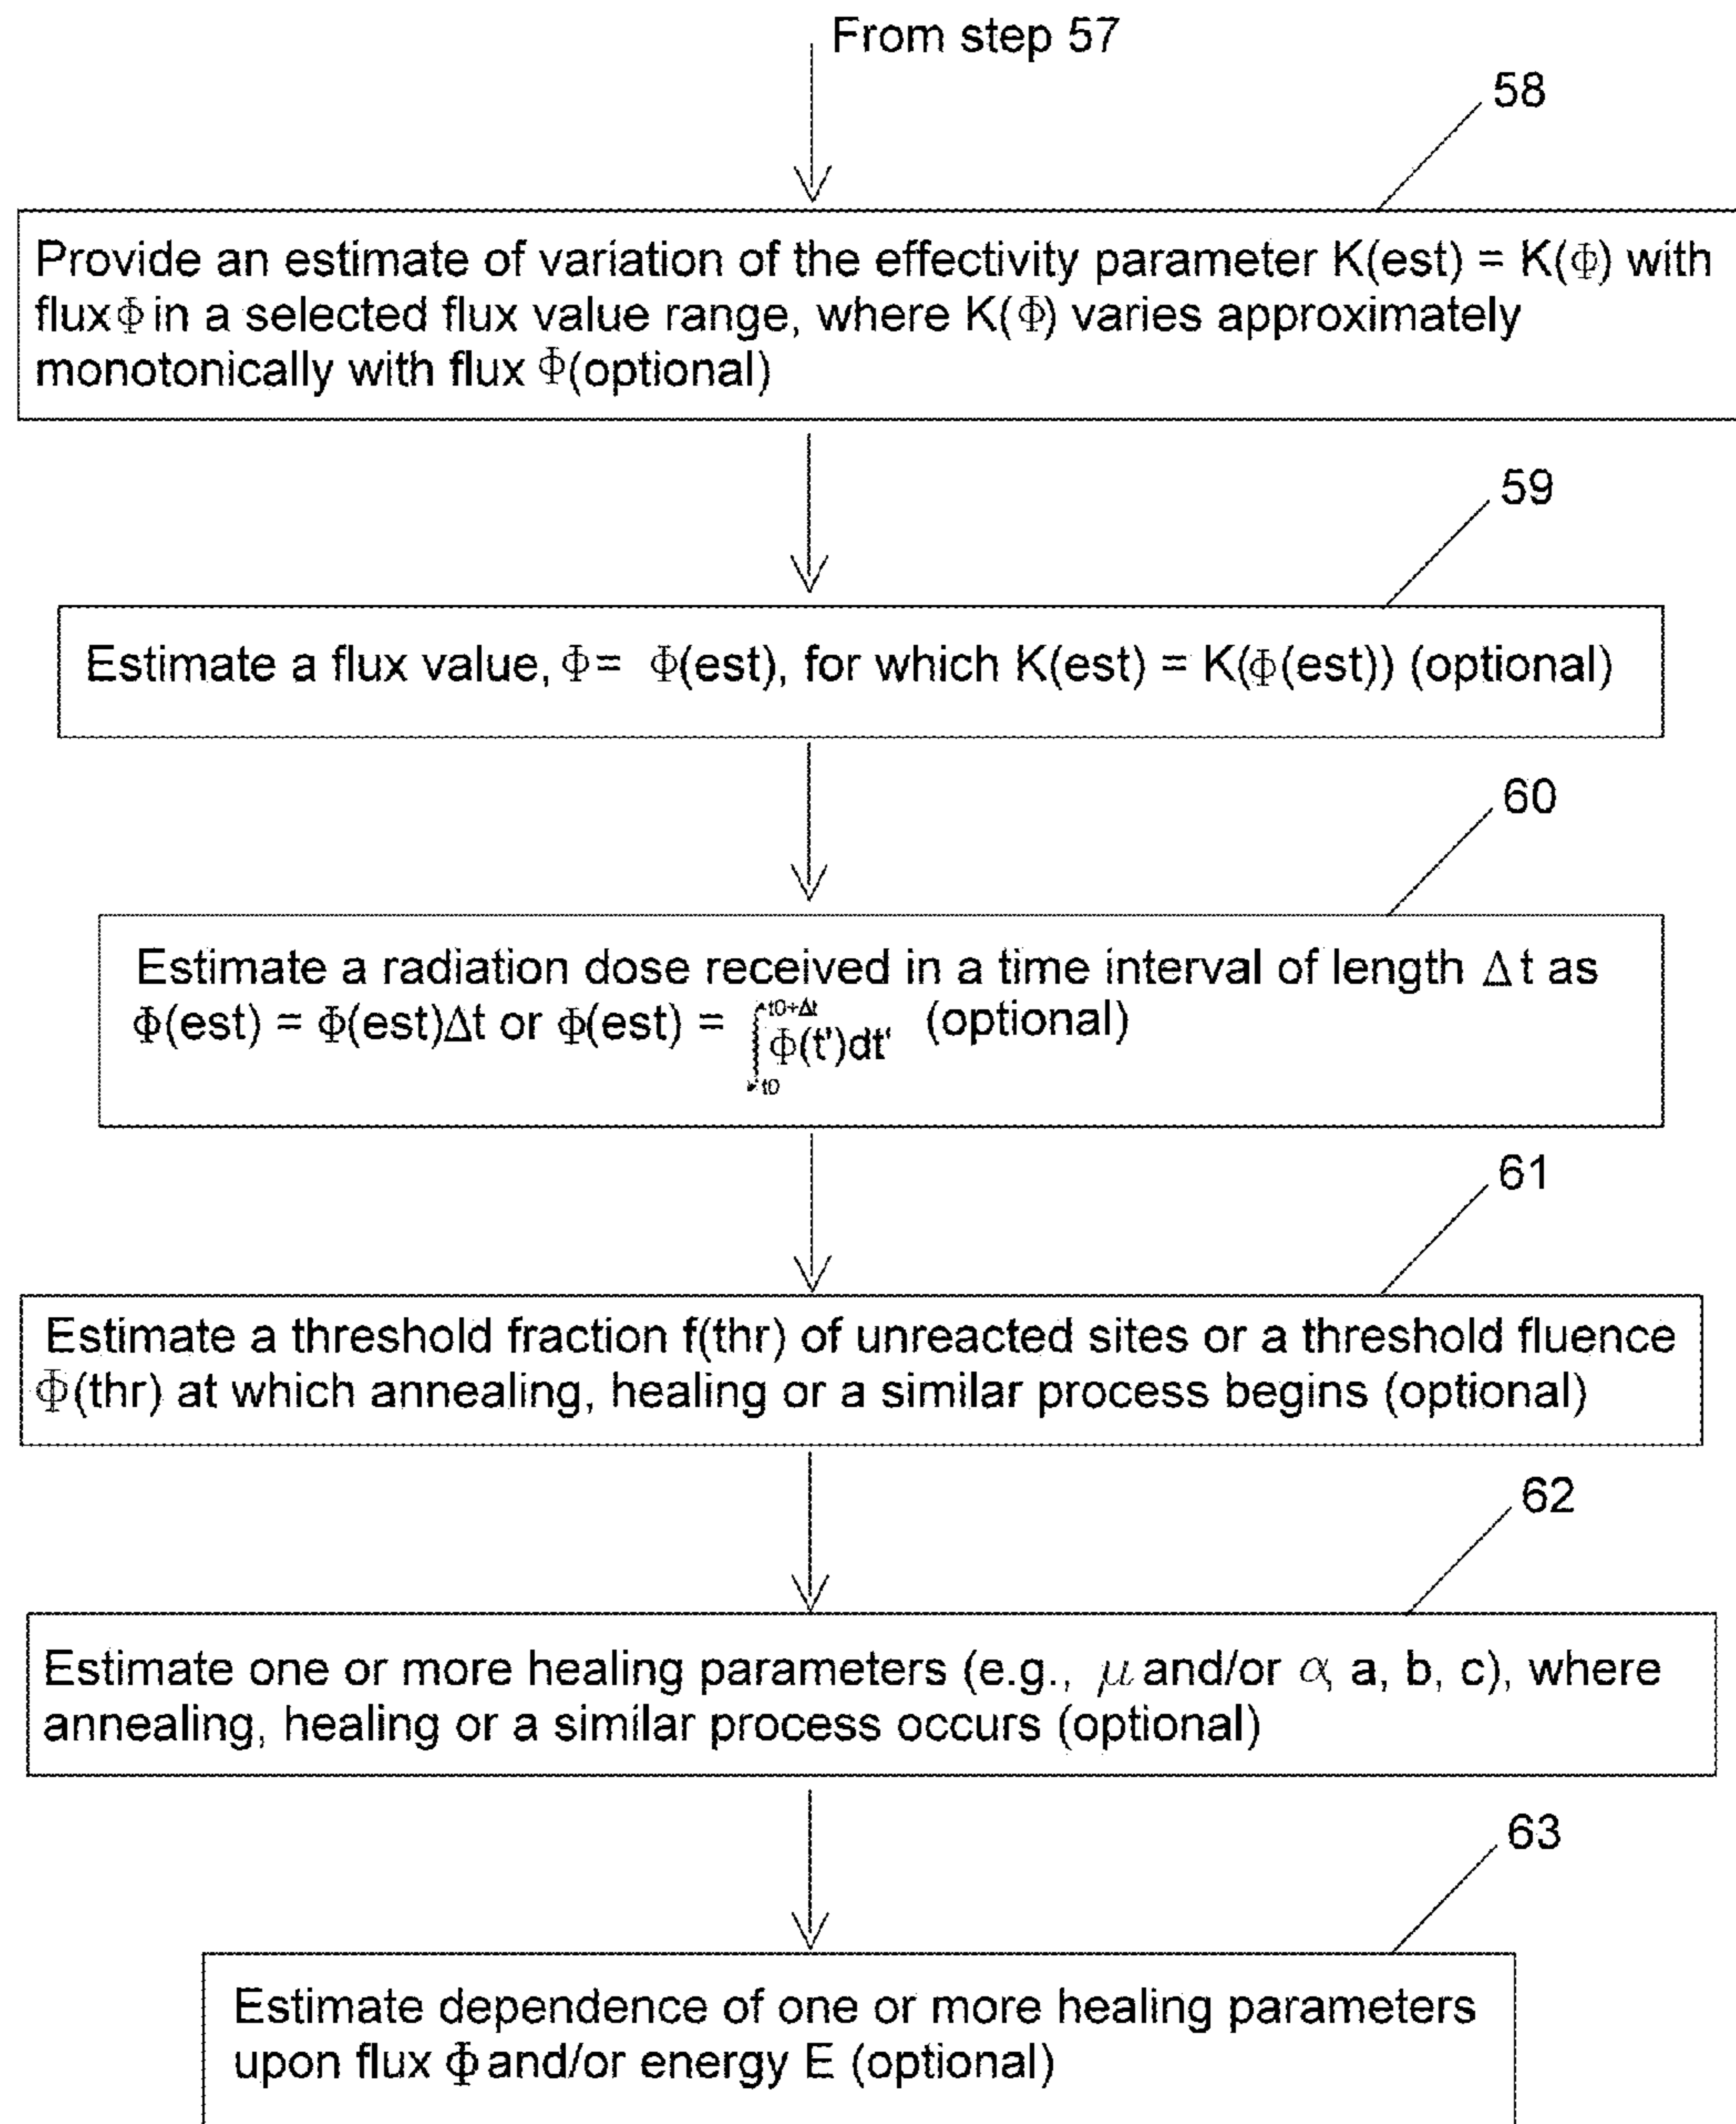 From step 57
58
Provide an estimate of variation of the effectivity parameter K(est) = K(Φ) with
flux Φ in a selected flux value range, where K(Φ) varies approximately
monotonically with flux Φ (optional)
59
Estimate a flux value, Φ = Φ(est), for which K(est) = K(Φ(est)) (optional)
60
Estimate a radiation dose received in a time interval of length Δt as
Φ(est) = Φ(est)Δt or Φ(est) = ∫t0^t0+Δt Φ(t')dt' (optional)
61
Estimate a threshold fraction f(thr) of unreacted sites or a threshold fluence
Φ(thr) at which annealing, healing or a similar process begins (optional)
62
Estimate one or more healing parameters (e.g., μ and/or α, a, b, c), where
annealing, healing or a similar process occurs (optional)
63
Estimate dependence of one or more healing parameters
upon flux Φ and/or energy E (optional)